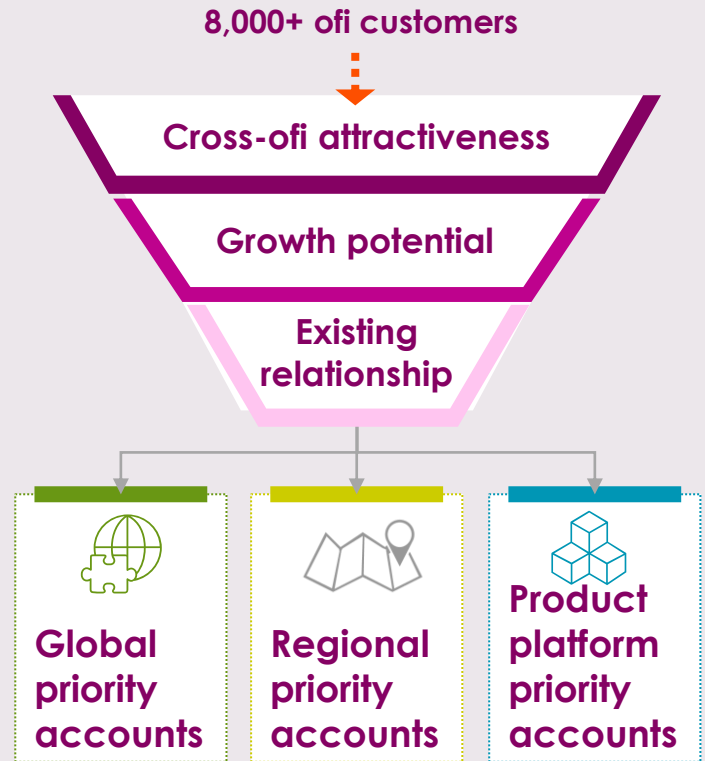 8,000+ ofi customers
Cross-ofi attractiveness
Growth potential
Existing
relationship
Global
priority
accounts
Regional
priority
accounts
Product
platform
priority
accounts